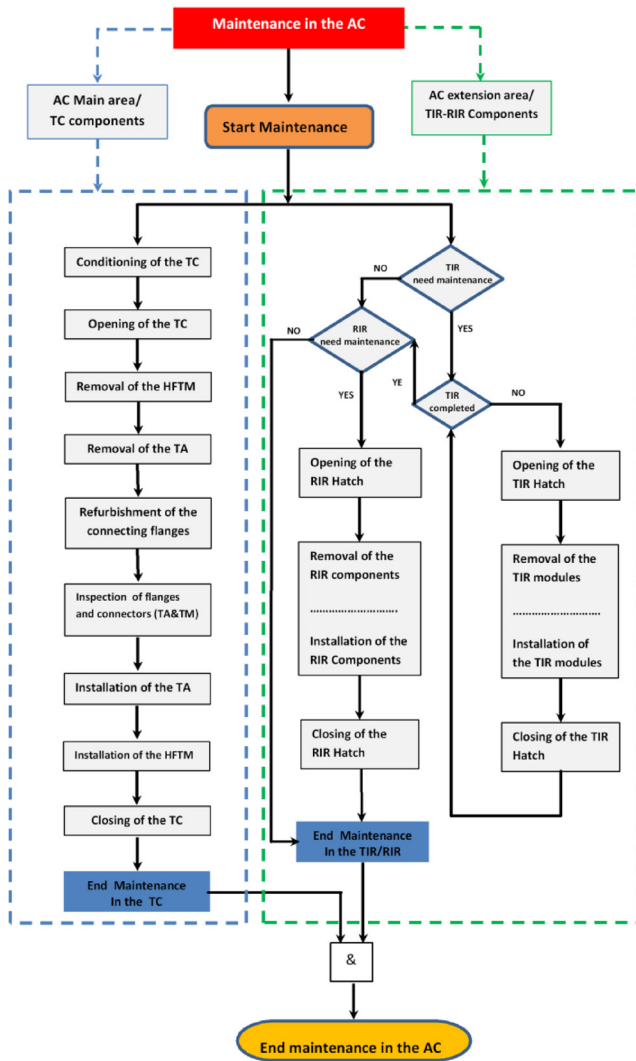 Maintenance in the AC
AC Main area/
TC components
Start Maintenance
AC extension area/
TIR-RIR Components
Conditioning of the TC
Opening of the TC
Removal of the HFTM
Removal of the TA
Refurbishment of the
connecting flanges
Inspection of flanges
and connectors (TA&TM)
Installation of the TA
Installation of the HFTM
Closing of the TC
End Maintenance
In the TC
TIR
need maintenance
NO
YES
RIR
need maintenance
NO
YES
YE
TIR
completed
NO
Opening of the
RIR Hatch
Removal of the
RIR components
............................
Installation of the
RIR Components
Closing of the
RIR Hatch
End Maintenance
In the TIR/RIR
Opening of the
TIR Hatch
Removal of the
TIR modules
............................
Installation of
the TIR modules
Closing of the TIR
Hatch
&
End maintenance in the AC